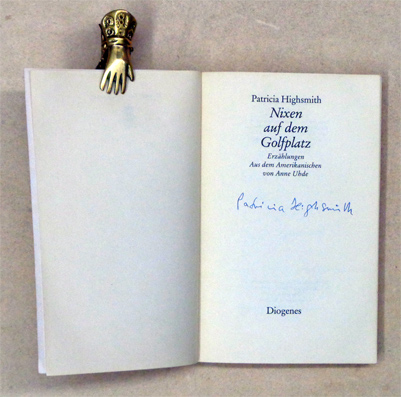 Patricia Highsmith
Nixen
auf dem
Golfplatz
Erzählungen
Aus dem Amerikanischen
von Anne Uhde
Patricia Highsmith
Diogenes